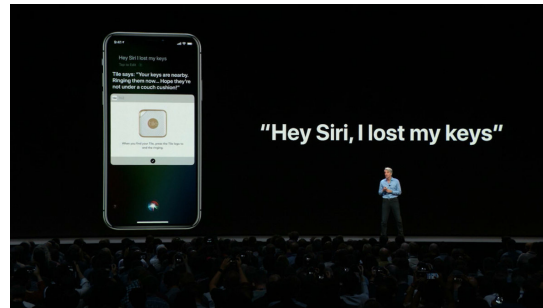 Hey Siri I lost my keys
Tile says: "Your keys are nearby.
Ringing them now... Hope they're
not under a couch cushion!"
"Hey Siri, I lost my keys"